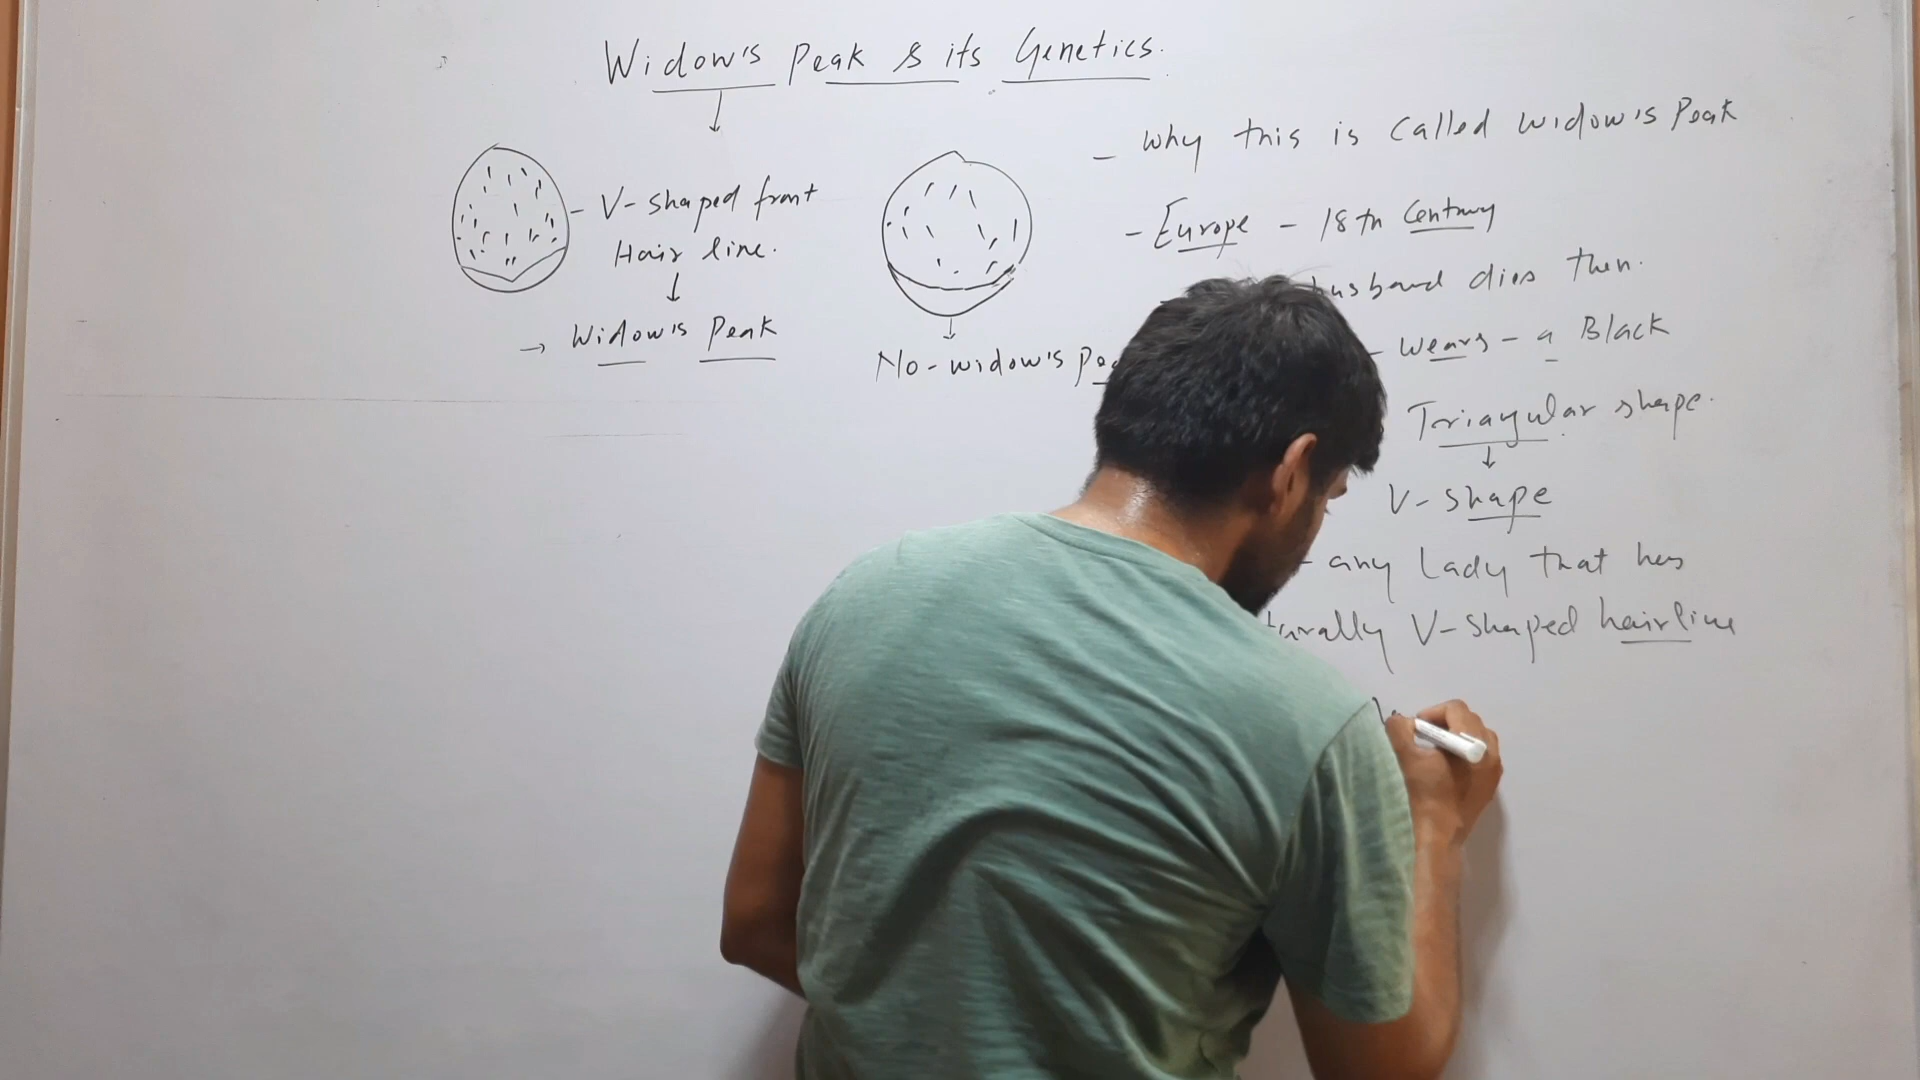 Widow's Peak & its Genetics.
- V-shaped front
Hair line.
→ Widow's Peak
No-widow's
- why this is called widow's Peak
- Europe - 18th Century
husband dies then.
- wears - a Black
Triangular shape.
V-shape
- any Lady that has
V-shaped hairline